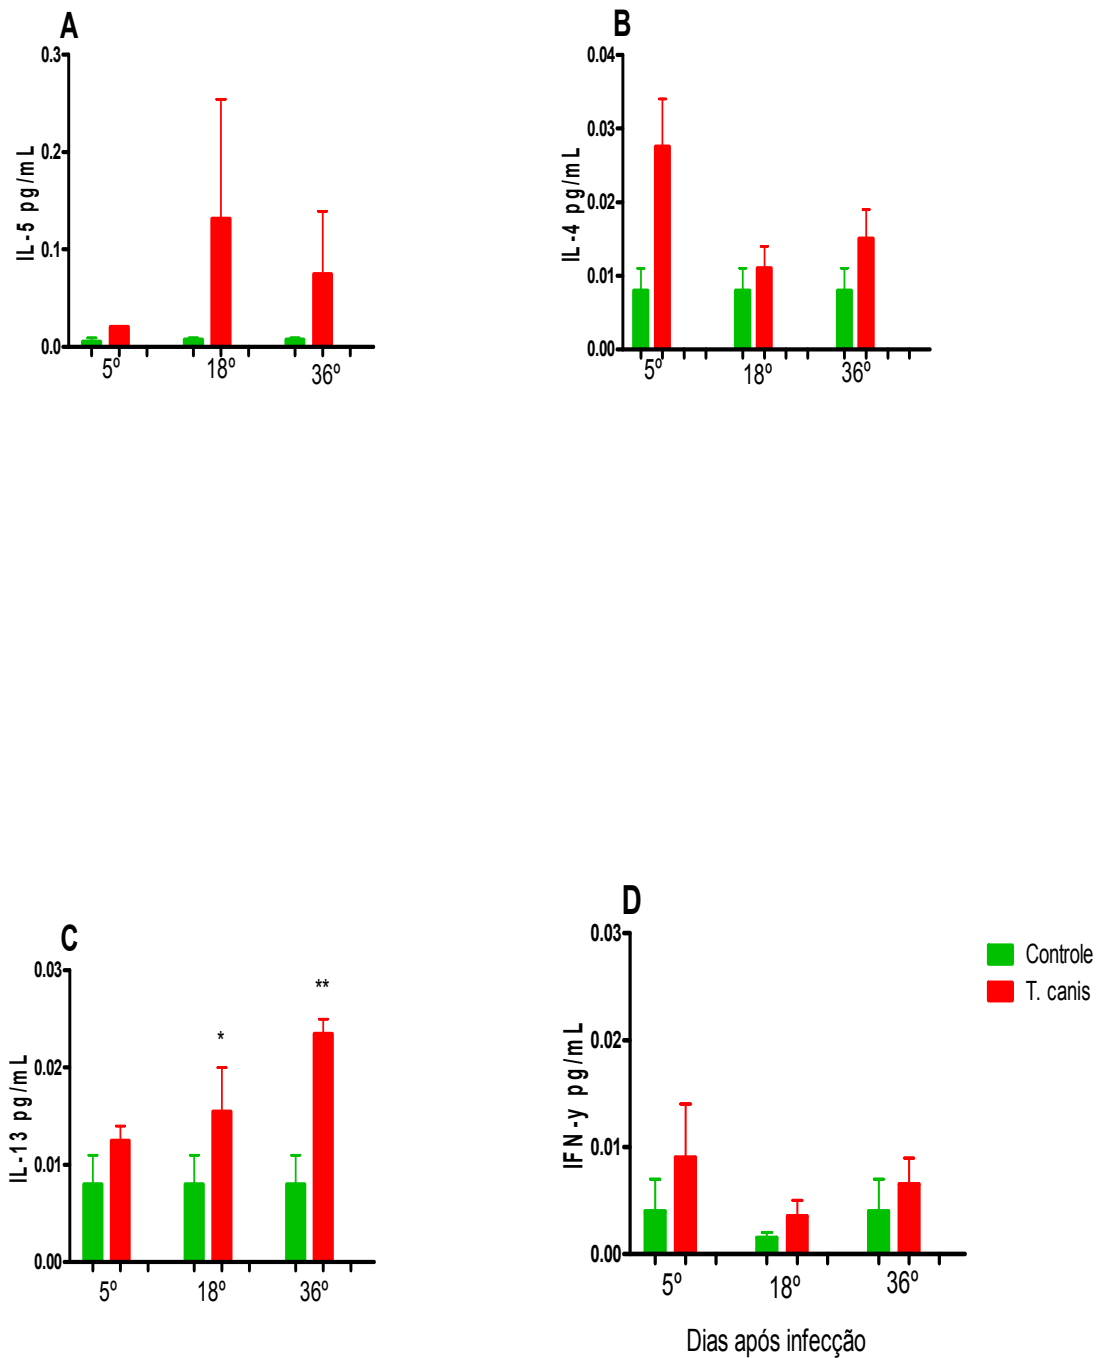 A
0.3
0.2
0.1
0.0
IL-5 pg/mL
5º 18º 36º
B
0.04
0.03
0.02
0.01
0.00
IL-4 pg/mL
5º 18º 36º
C
0.03
0.02
0.01
0.00
IL-13 pg/mL
*
**
5º 18º 36º
D
0.03
0.02
0.01
0.00
IFN-y pg/mL
5º 18º 36º
Dias após infecção
Controle
T. canis